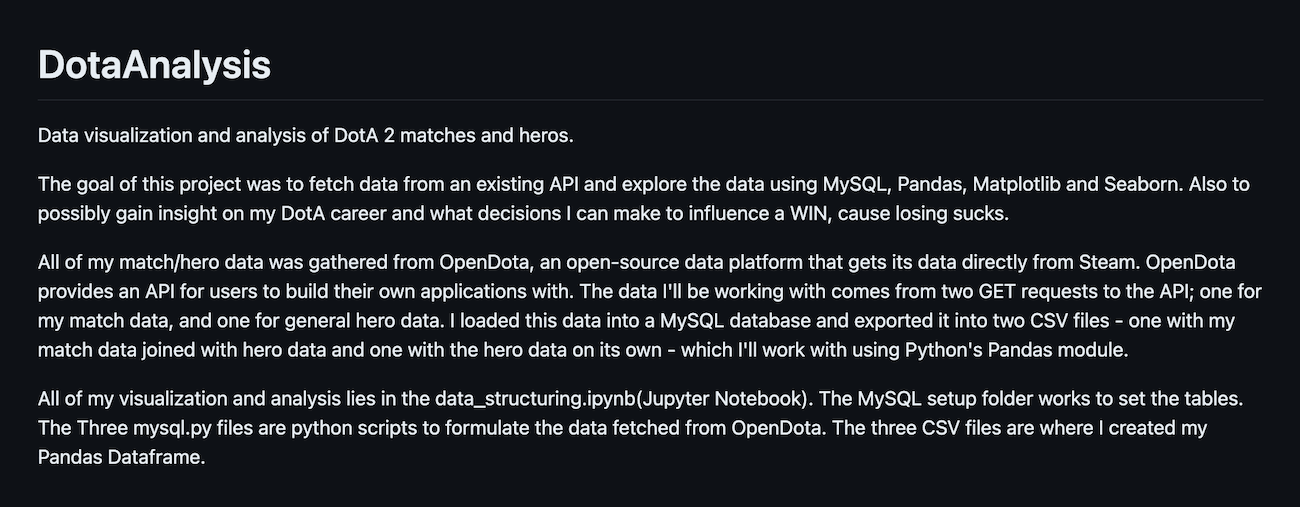 DotaAnalysis
Data visualization and analysis of DotA 2 matches and heros.
The goal of this project was to fetch data from an existing API and explore the data using MySQL, Pandas, Matplotlib and Seaborn. Also to
possibly gain insight on my DotA career and what decisions I can make to influence a WIN, cause losing sucks.
All of my match/hero data was gathered from OpenDota, an open-source data platform that gets its data directly from Steam. OpenDota
provides an API for users to build their own applications with. The data I'll be working with comes from two GET requests to the API; one for
my match data, and one for general hero data. I loaded this data into a MySQL database and exported it into two CSV files - one with my
match data joined with hero data and one with the hero data on its own - which I'll work with using Python's Pandas module.
All of my visualization and analysis lies in the data_structuring.ipynb(Jupyter Notebook). The MySQL setup folder works to set the tables.
The Three mysql.py files are python scripts to formulate the data fetched from OpenDota. The three CSV files are where I created my
Pandas Dataframe.